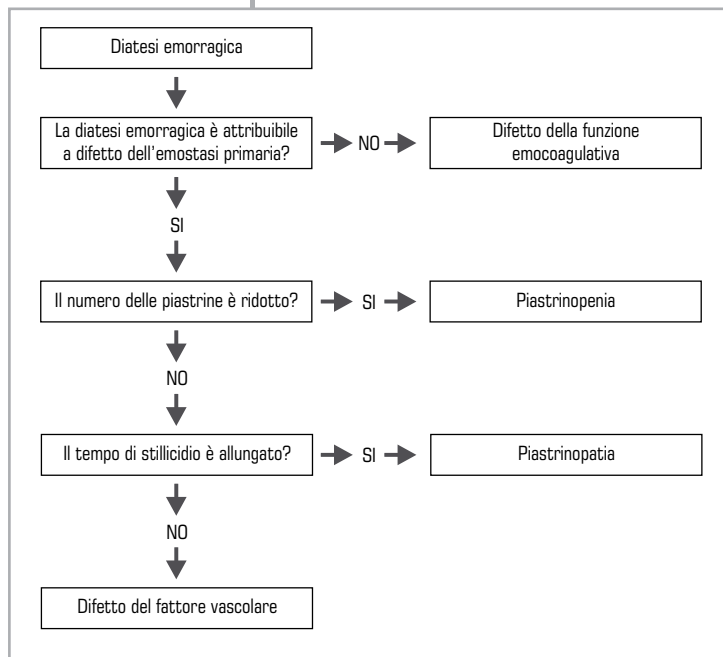 Diatesi emorragica
La diatesi emorragica è attribuibile
a difetto dell'emostasi primaria?
NO
Difetto della funzione
emocoagulativa
SI
Il numero delle piastrine è ridotto?
SI
Piastrinopenia
NO
Il tempo di stillicidio è allungato?
SI
Piastrinopatia
NO
Difetto del fattore vascolare